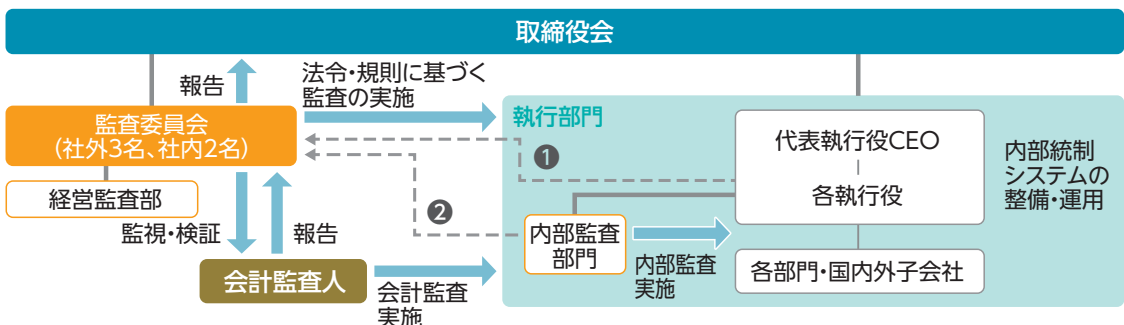 取締役会
報告
法令・規則に基づく
監査の実施
監査委員会
(社外3名、社内2名)
経営監査部
監視・検証
報告
会計監査人
会計監査
実施
執行部門
❶
❷
代表執行役CEO
各執行役
内部統制
システムの
整備・運用
内部監査
部門
内部監査
実施
各部門・国内外子会社